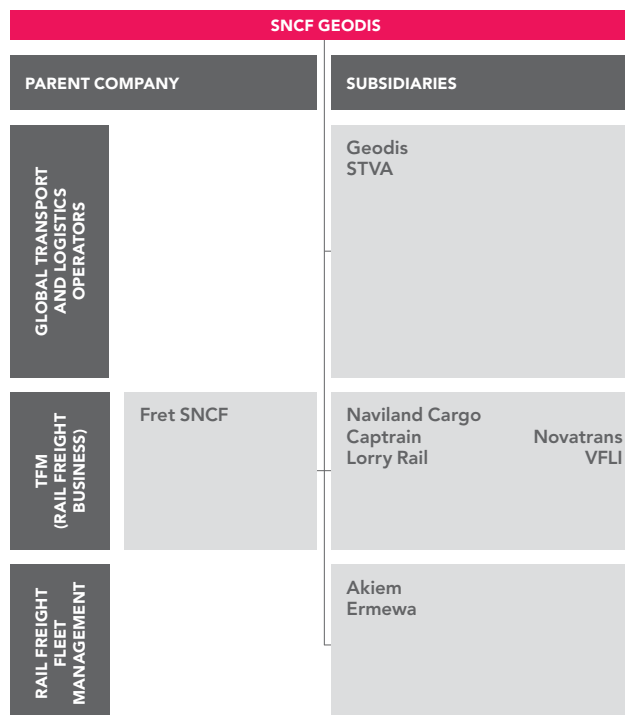 SNCF GEODIS
PARENT COMPANY
SUBSIDIARIES
GLOBAL TRANSPORT
AND LOGISTICS
OPERATORS
Geodis
STVA
TFM
(RAIL FREIGHT
BUSINESS)
Fret SNCF
Naviland Cargo
Captrain
Lorry Rail
Novatrans
VFLI
RAIL FREIGHT
FLEET
MANAGEMENT
Akiem
Ermewa